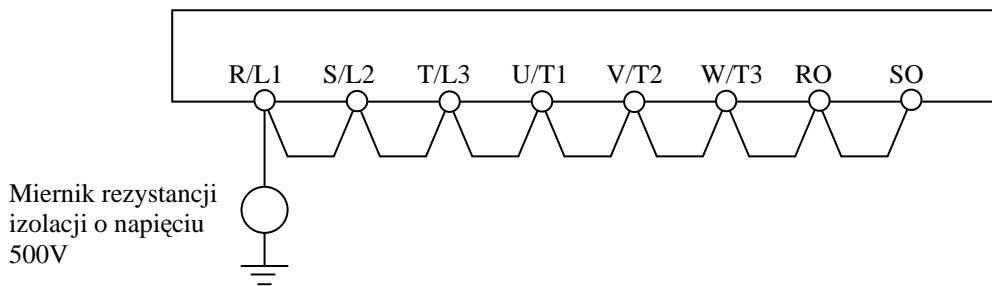 R/L1 S/L2 T/L3 U/T1 V/T2 W/T3 RO SO
Miernik rezystancji
izolacji o napięciu
500V